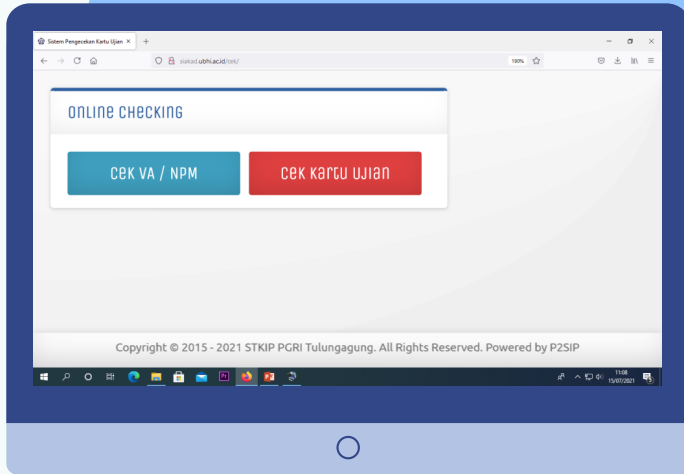 Sistem Pengecekan Kartu Ujian
siakad.ubhi.ac.id/cek/
100%
Online Checking
Cek VA / NPM
Cek Kartu Ujian
Copyright © 2015 - 2021 STKIP PGRI Tulungagung. All Rights Reserved. Powered by P2SIP
Pr
11:08
15/07/2021